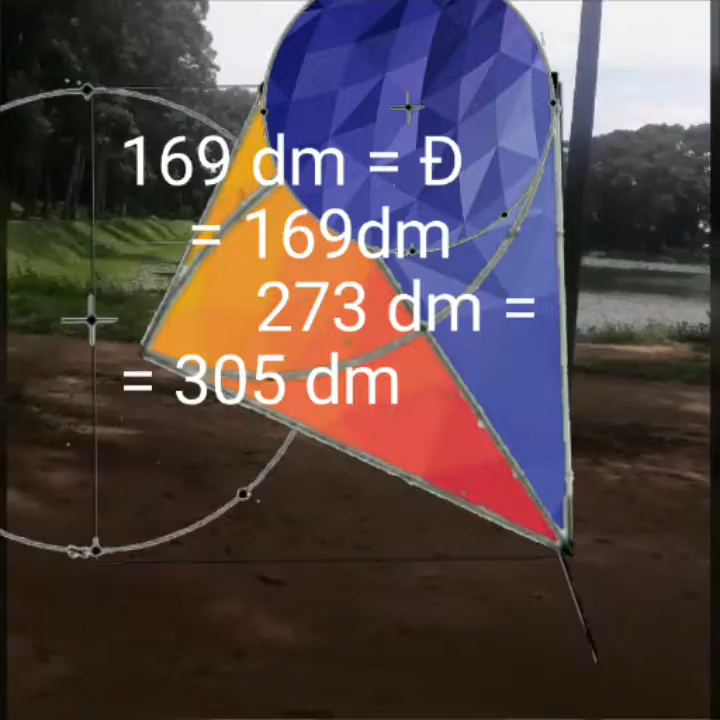 169 dm = Đ
= 169dm
273 dm =
= 305 dm